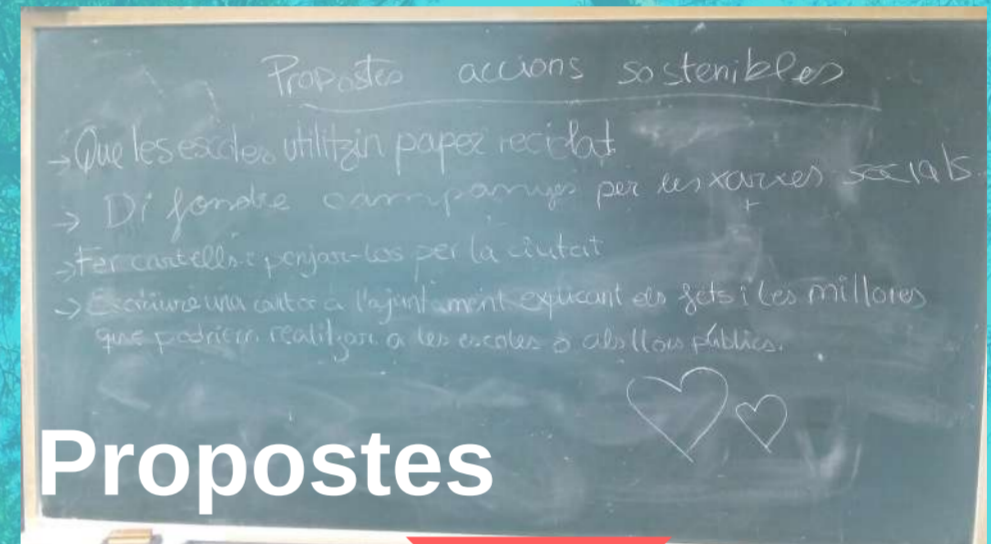 Propostes accions sostenibles
→ Que les escoles utilitzin paper reciclat
→ Difondre campanyes per les xarxes socials.
→ Fer cartells i penjar-los per la ciutat
→ Escriure una carta a l'ajuntament explicant els fets i les millores
que podriem realitzar a les escoles o als llocs públics.
Propostes